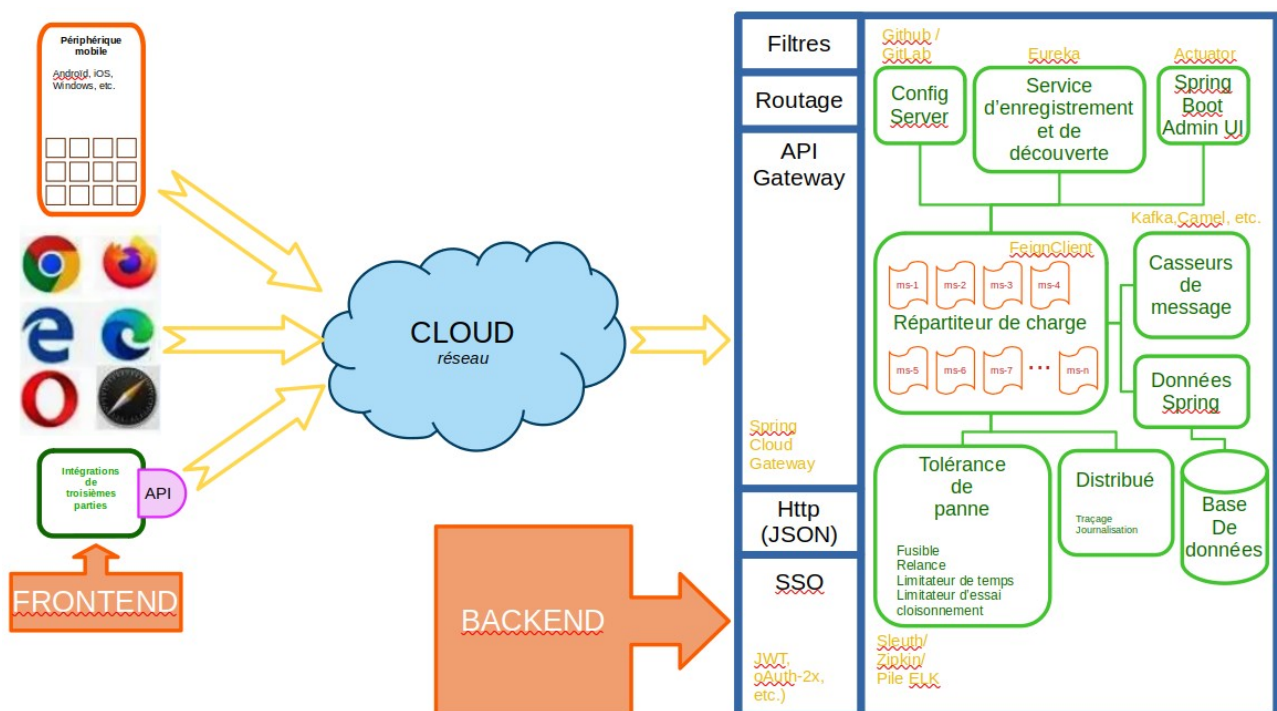 Périphérique
mobile
Android, iOS,
Windows, etc.
Intégrations
de
troisièmes
parties
API
FRONTEND
CLOUD
réseau
BACKEND
Filtres
Routage
API
Gateway
Spring
Cloud
Gateway
Http
(JSON)
SSO
JWT,
oAuth-2x,
etc.)
Github /
GitLab
Config
Server
Eureka
Service
d'enregistrement
et de
découverte
Actuator
Spring
Boot
Admin UI
FeignClient
ms-1 ms-2 ms-3 ms-4
Répartiteur de charge
ms-5 ms-6 ms-7 ... ms-n
Kafka,Camel, etc.
Casseurs
de
message
Données
Spring
Tolérance
de
panne
Fusible
Relance
Limitateur de temps
Limitateur d'essai
cloisonnement
Distribué
Traçage
Journalisation
Base
De
données
Sleuth/
Zipkin/
Pile ELK